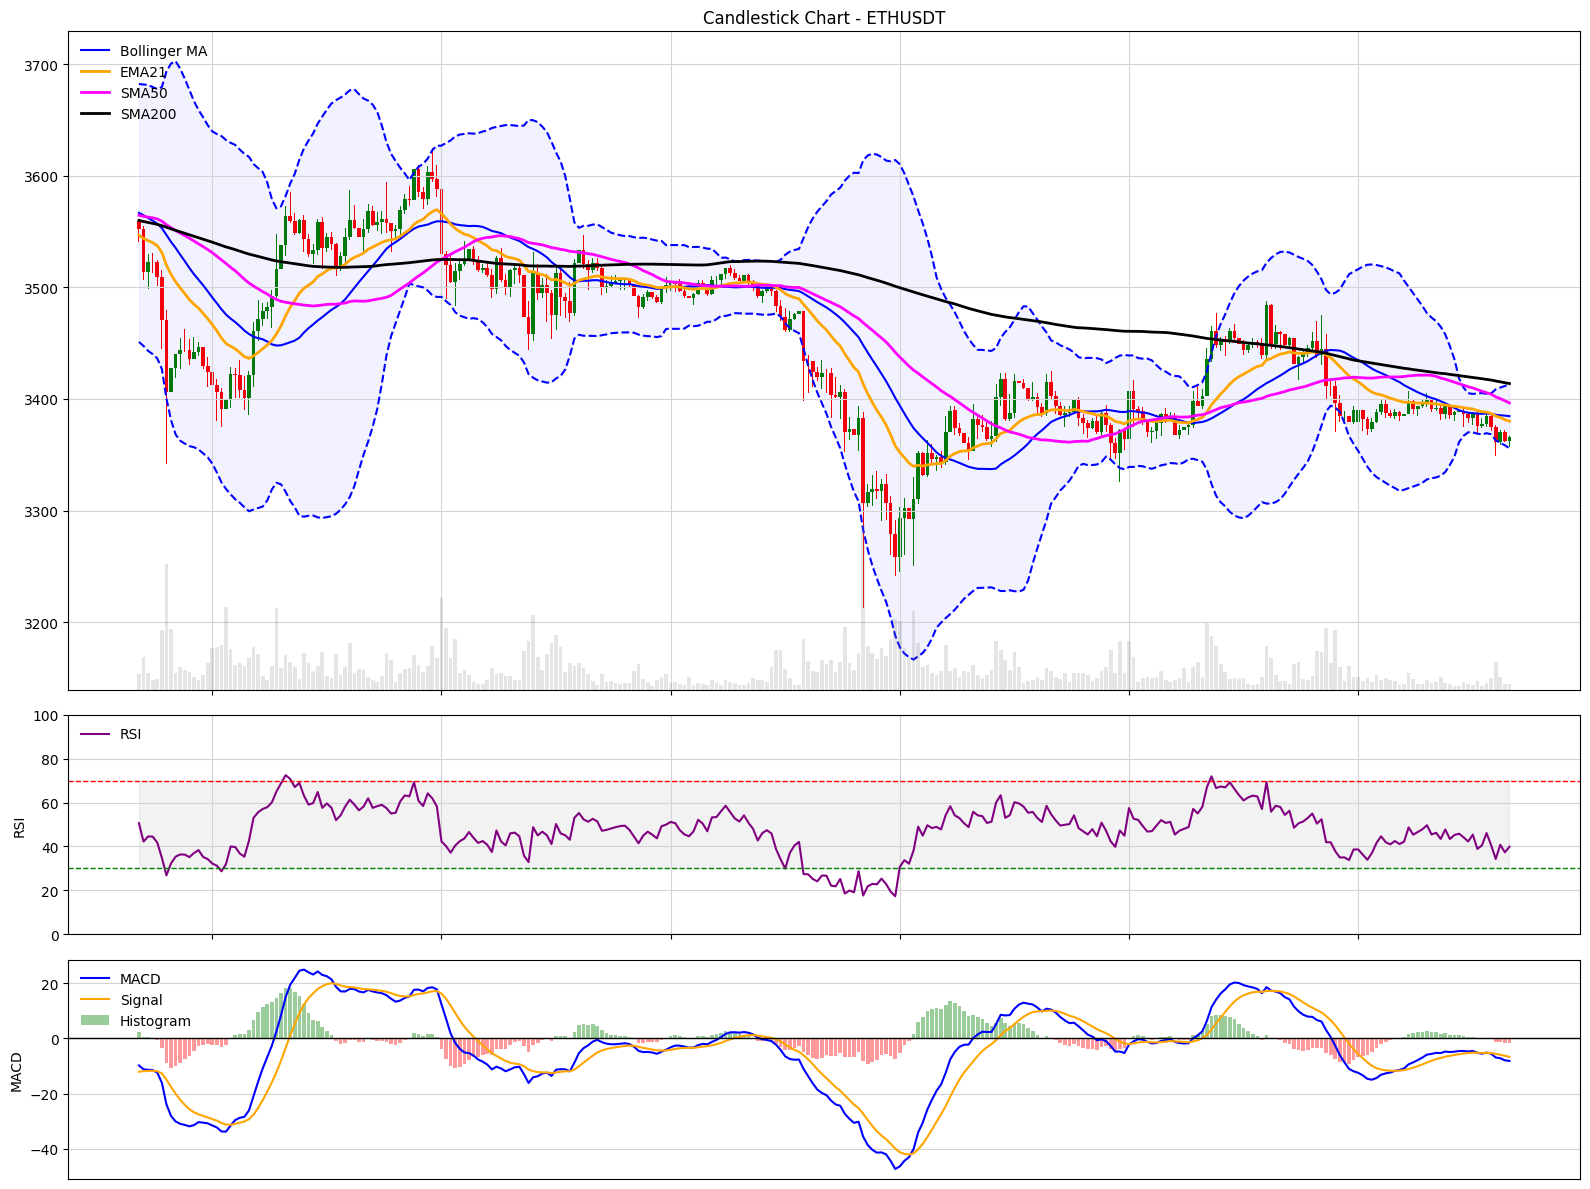 Candlestick Chart - ETHUSDT
Bollinger MA
EMA21
SMA50
SMA200
3700
3600
3500
3400
3300
3200
RSI
100
80
60
40
20
0
RSI
MACD
Signal
Histogram
20
0
−20
−40
MACD